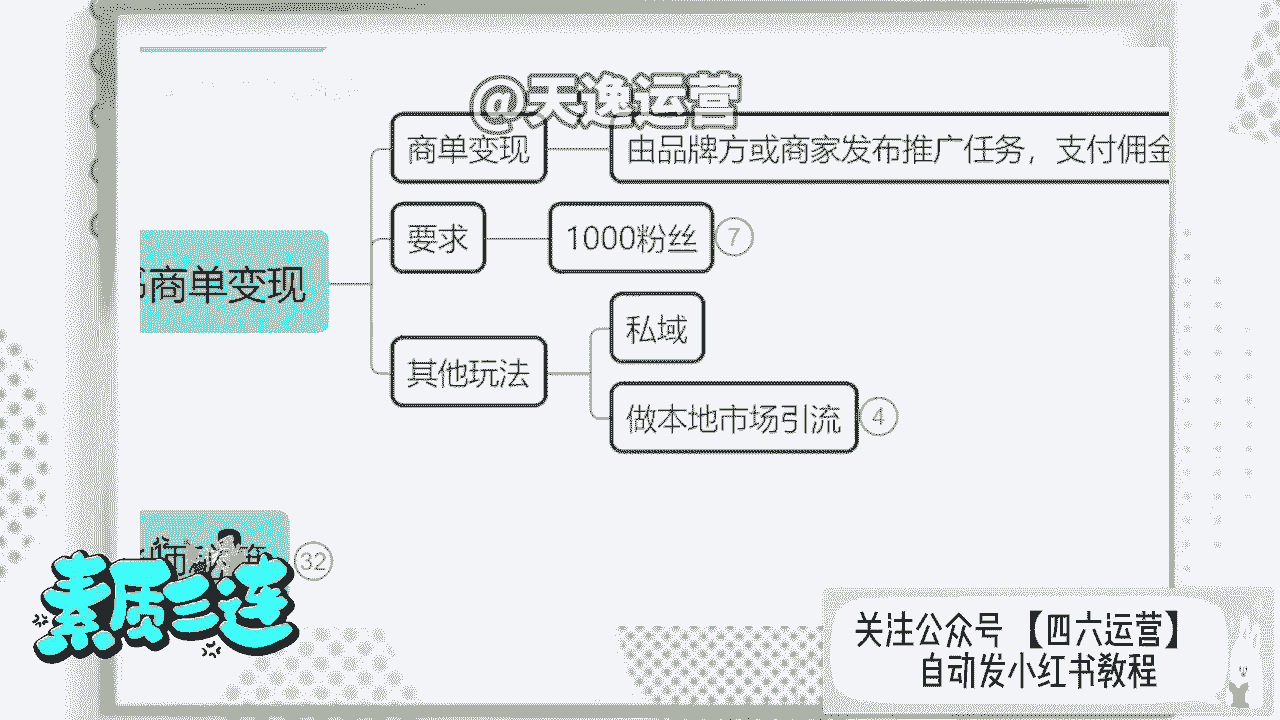 @天逸运营
商单变现
由品牌方或商家发布推广任务，支付佣金
要求
1000粉丝
7
商单变现
私域
其他玩法
做本地市场引流
4
师
32
素质三连
关注公众号【四六运营】
自动发小红书教程